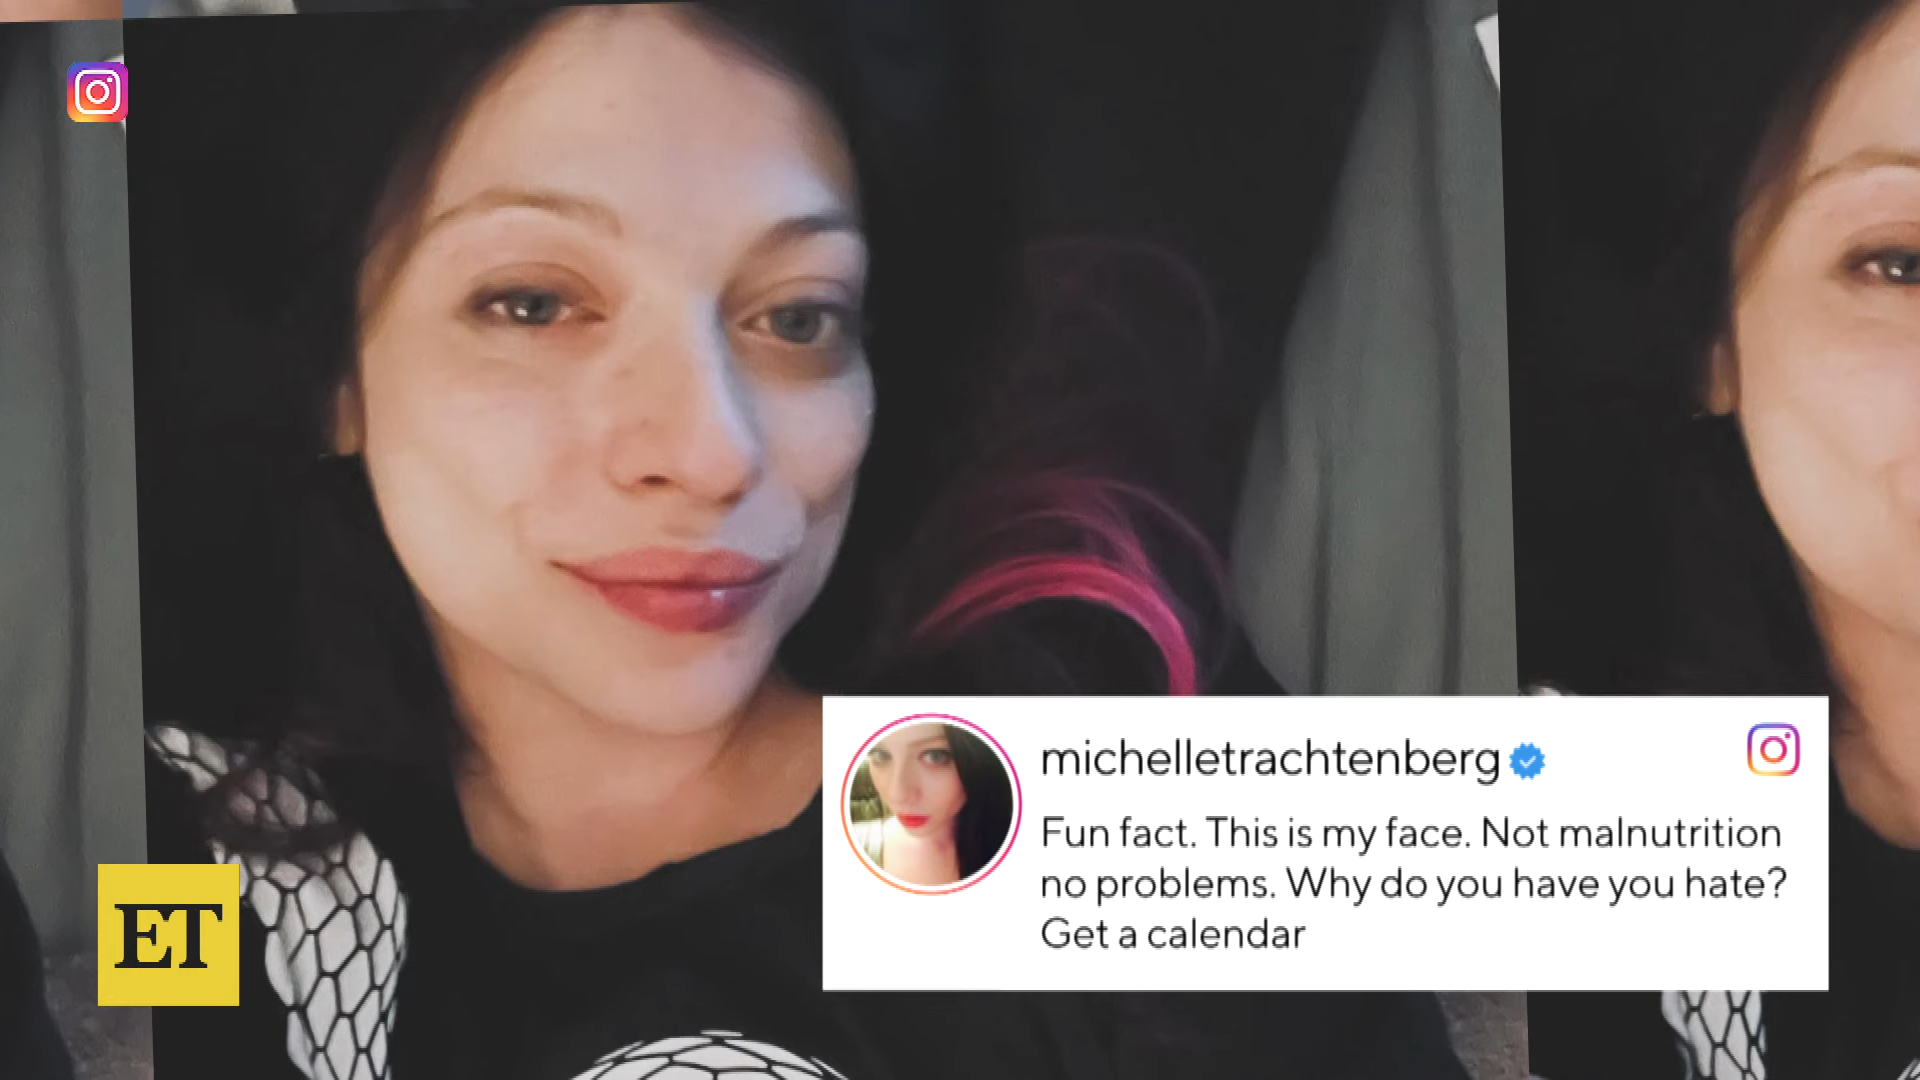 michelletrachtenberg
Fun fact. This is my face. Not malnutrition
no problems. Why do you have you hate?
Get a calendar
ET